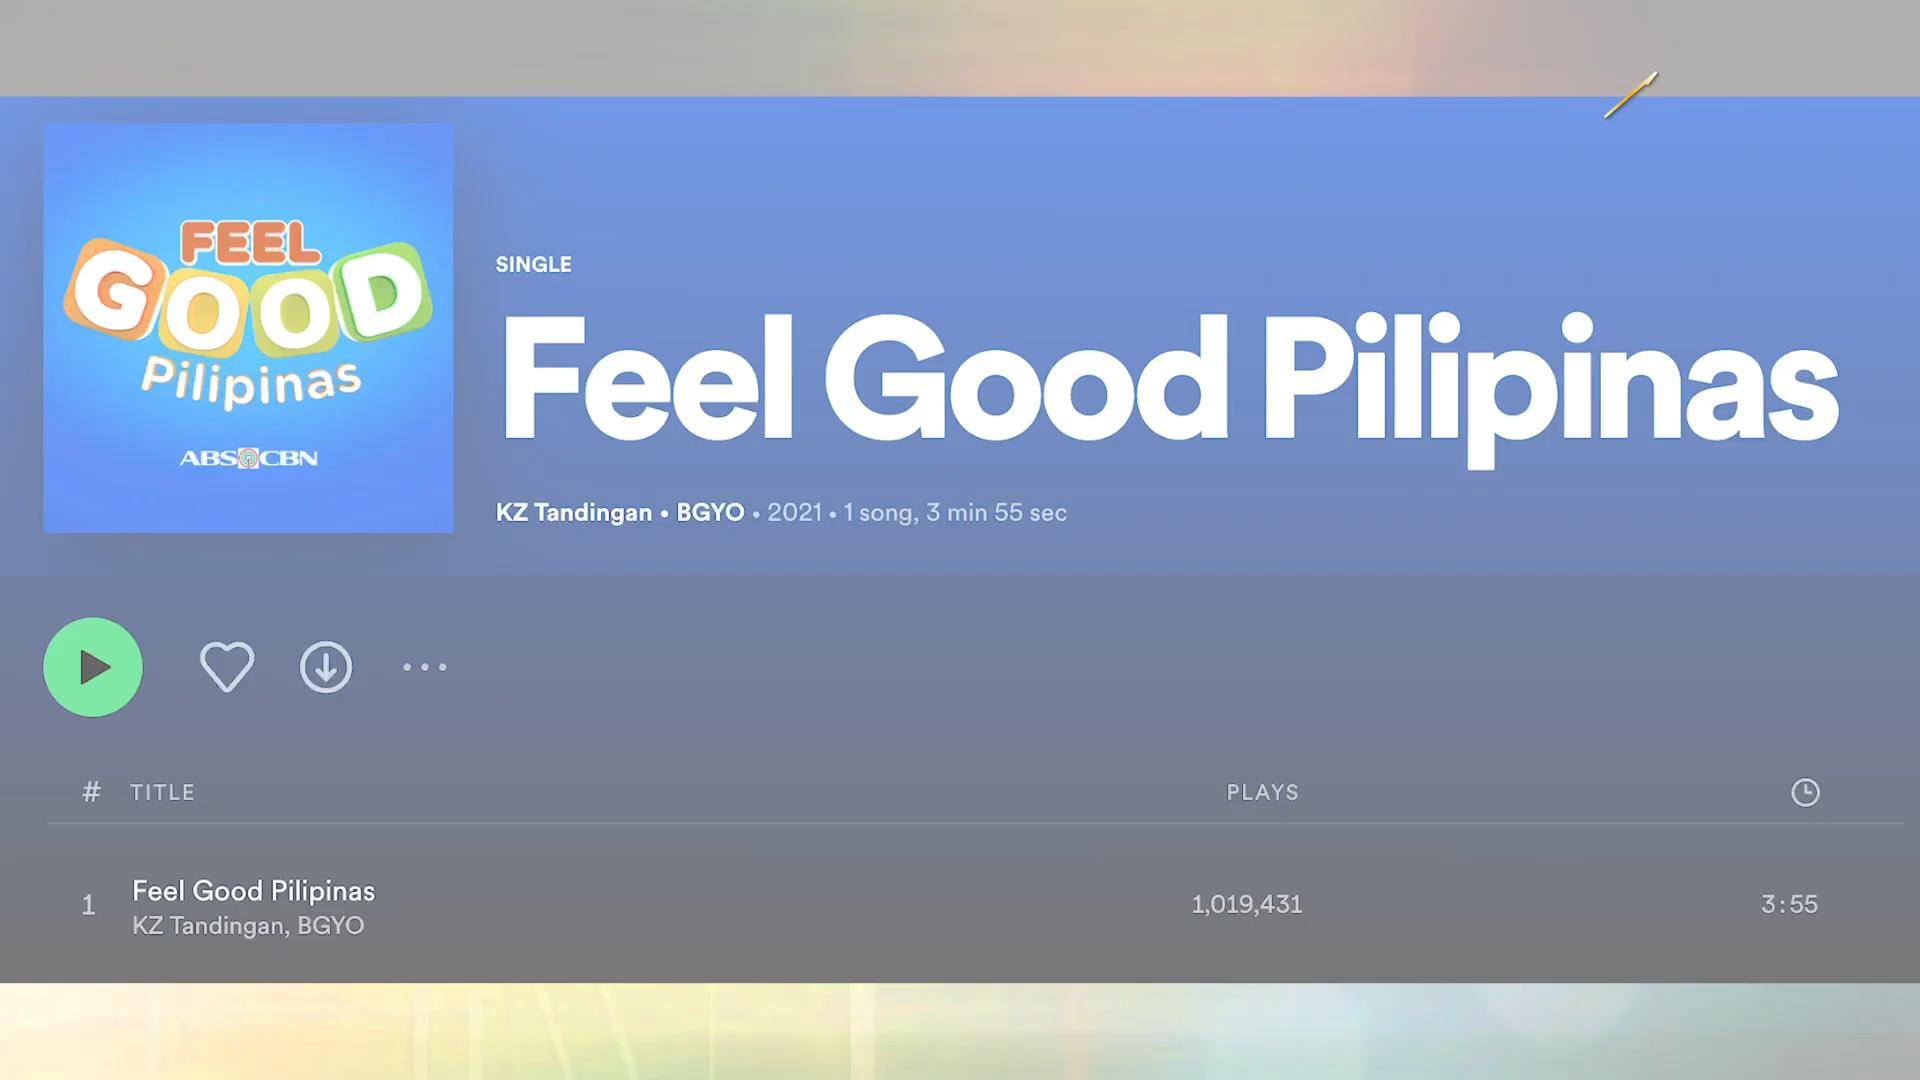 FEEL
GOOD
Pilipinas
ABS CBN
SINGLE
Feel Good Pilipinas
KZ Tandingan • BGYO • 2021 • 1 song, 3 min 55 sec
# TITLE PLAYS
1 Feel Good Pilipinas 1,019,431 3:55
KZ Tandingan, BGYO